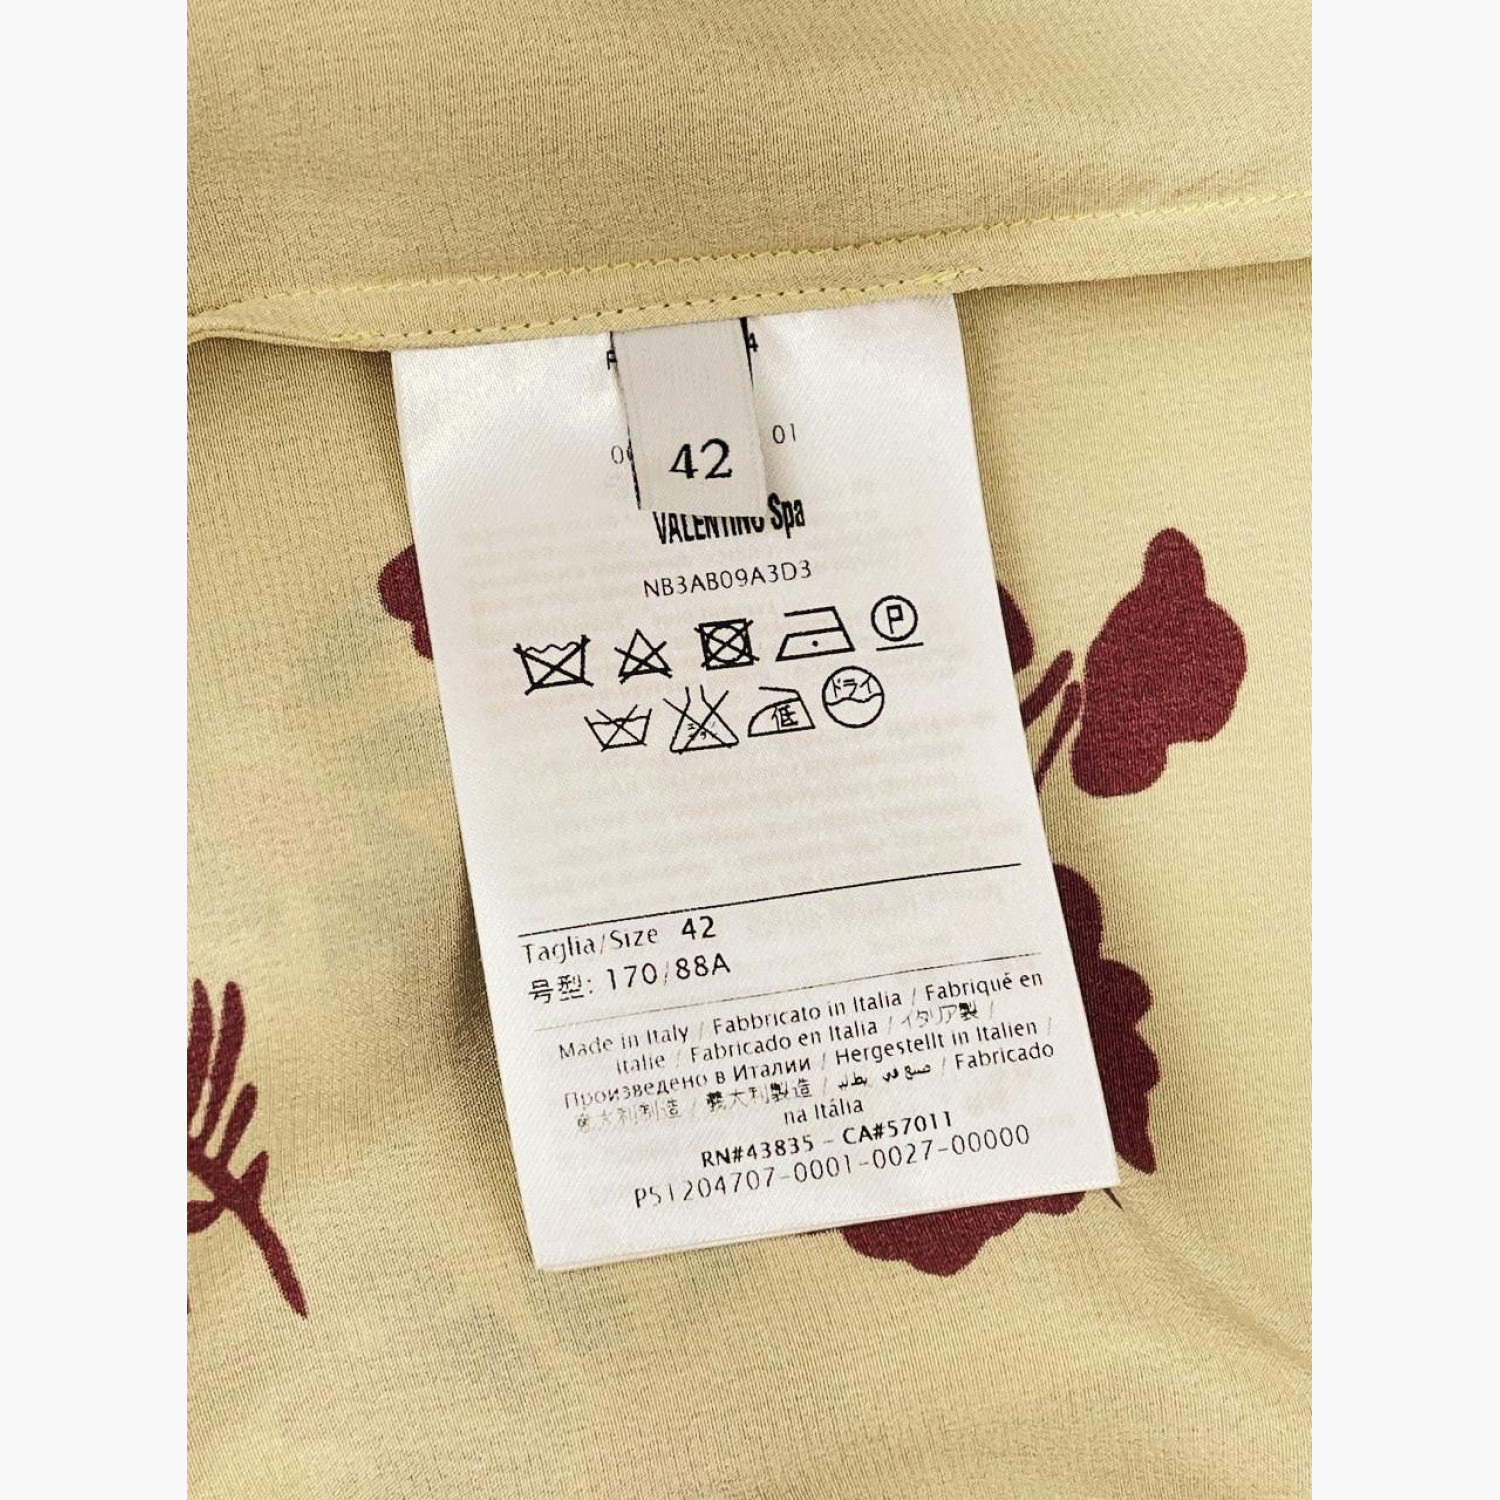 42
01
VALENTINO Spa
NB3AB09A3D3
P
低
ドライ
Taglia/Size 42
号型: 170/88A
Made in Italy / Fabbricato in Italia / Fabriqué en
Italie / Fabricado en Italia / イタリア製 /
Произведено в Италии / Hergestellt in Italien /
意大利制造 / 義大利製造 / صنع في إيطاليا / Fabricado
na Itália
RN#43835 - CA#57011
P51204707-0001-0027-00000